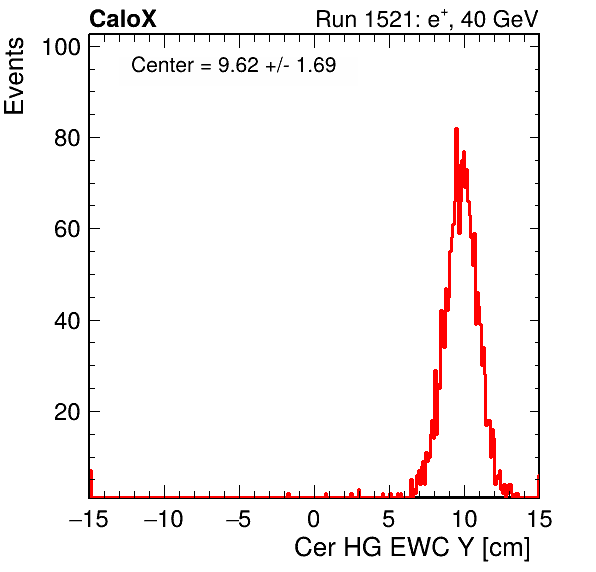 CaloX Run 1521: e⁺, 40 GeV
Events
Center = 9.62 +/- 1.69
100
80
60
40
20
−15 −10 −5 0 5 10 15
Cer HG EWC Y [cm]